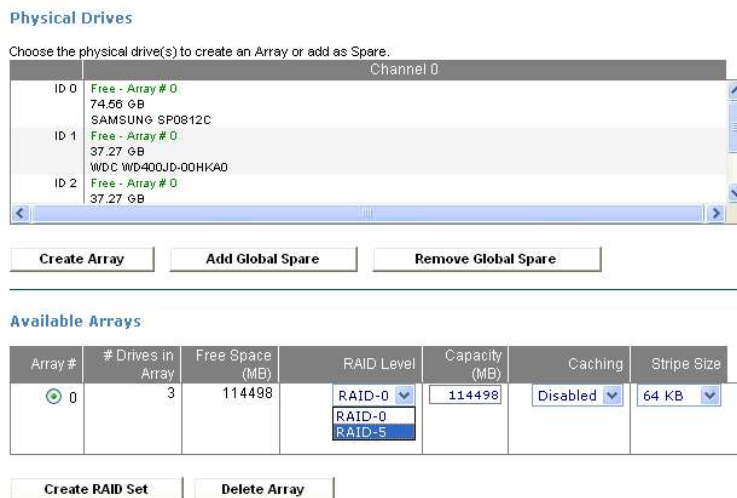 Physical Drives
Choose the physical drive(s) to create an Array or add as Spare.
Channel 0
ID 0 Free - Array # 0
74.56 GB
SAMSUNG SP0812C
ID 1 Free - Array # 0
37.27 GB
WDC WD400JD-00HKA0
ID 2 Free - Array # 0
37.27 GB
Create Array Add Global Spare Remove Global Spare
Available Arrays
Array # # Drives in Array Free Space (MB) RAID Level Capacity (MB) Caching Stripe Size
0 3 114498 RAID-0 114498 Disabled 64 KB
RAID-0
RAID-5
Create RAID Set Delete Array